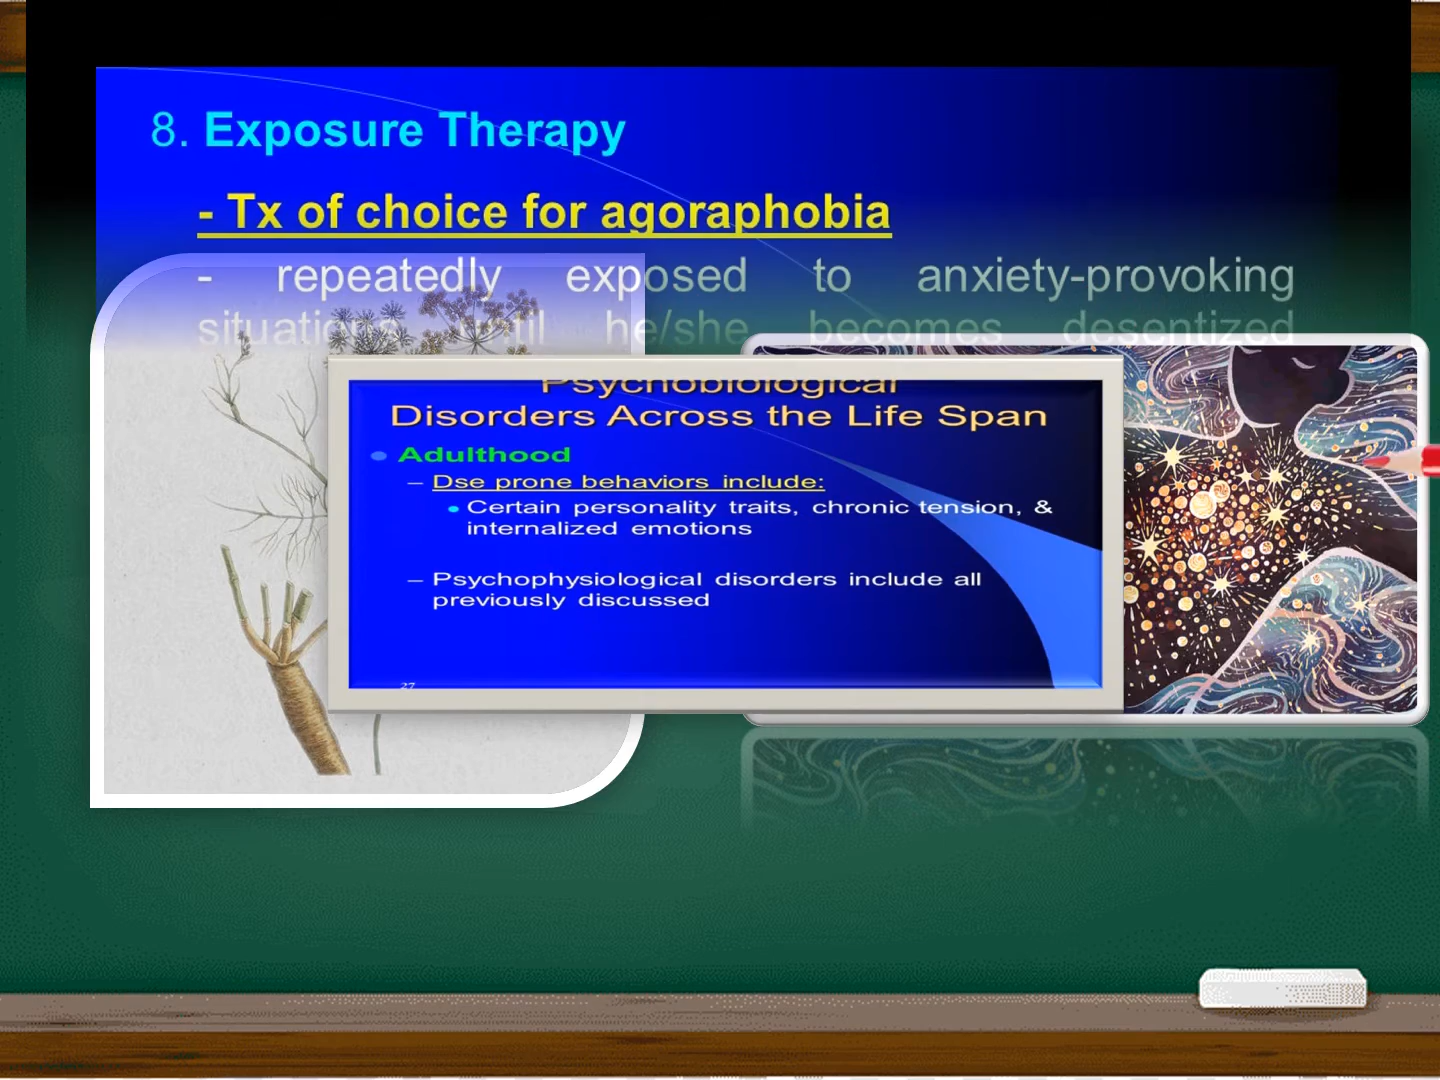 8. Exposure Therapy
- Tx of choice for agoraphobia
- repeatedly exposed to anxiety-provoking
situations until he/she becomes desentized
Psychobiological
Disorders Across the Life Span
Adulthood
– Dse prone behaviors include:
Certain personality traits, chronic tension, &
internalized emotions
– Psychophysiological disorders include all
previously discussed
27